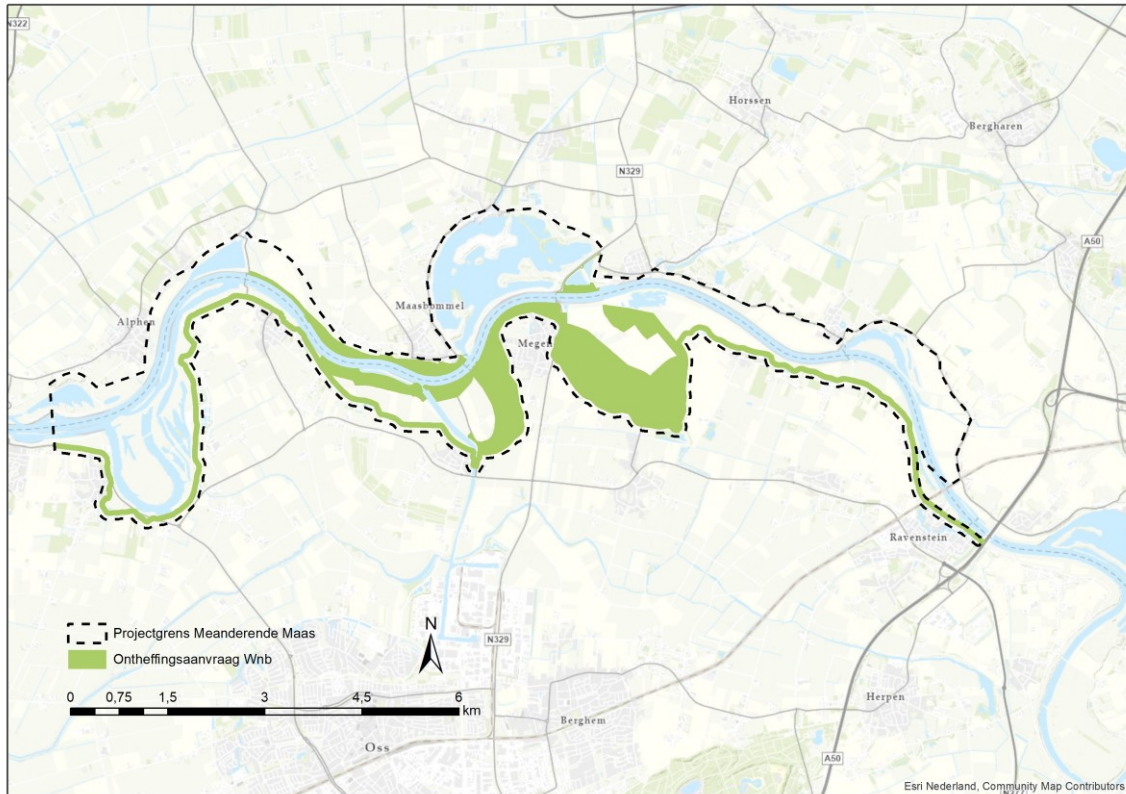 N322
Horssen
Bergharen
N329
A50
Maasbommel
Alphen
Megen
Ravenstein
Projectgrens Meanderende Maas
Ontheffingsaanvraag Wnb
N
N329
0 0,75 1,5 3 4,5 6
km
Herpen
Berghem
Oss
A50
Esri Nederland, Community Map Contributors